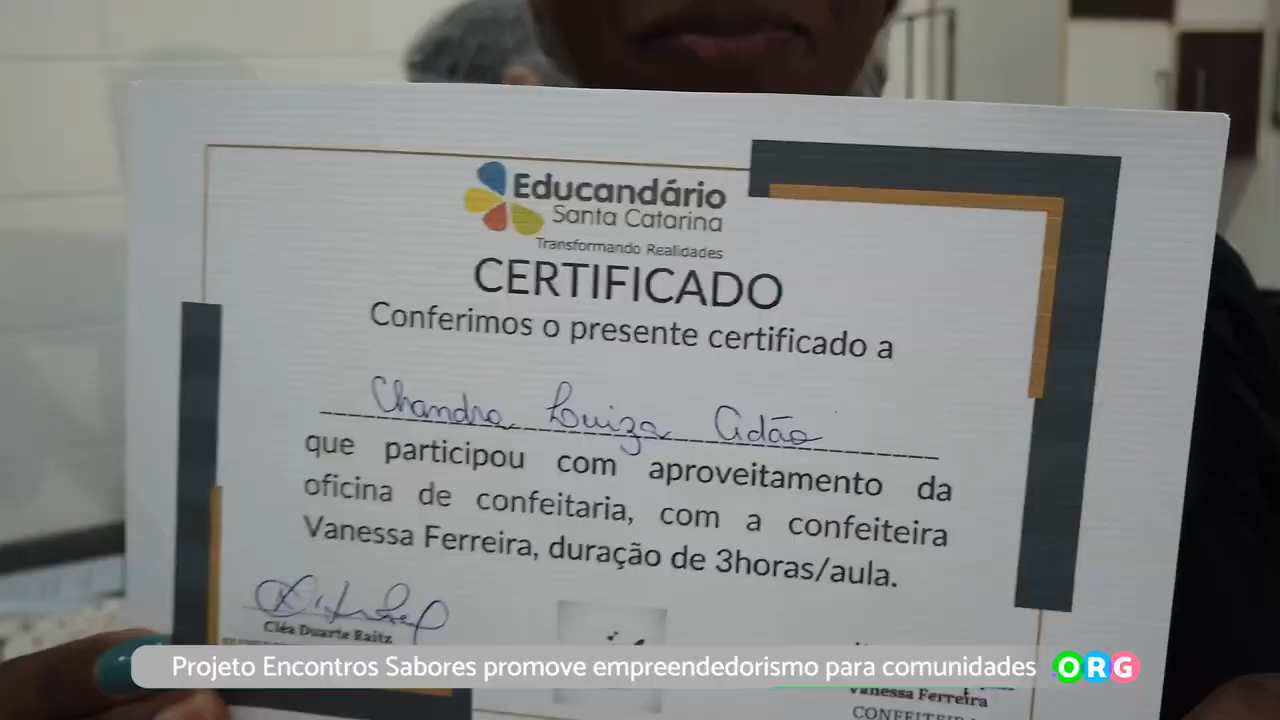 Educandário
Santa Catarina
Transformando Realidades
CERTIFICADO
Conferimos o presente certificado a
Chandra Luiza Cidão
que participou com aproveitamento da
oficina de confeitaria, com a confeiteira
Vanessa Ferreira, duração de 3horas/aula.
Cléa Duarte Raitz
Projeto Encontros Sabores promove empreendedorismo para comunidades
ORG
Vanessa Ferreira
CONFEITEIRA